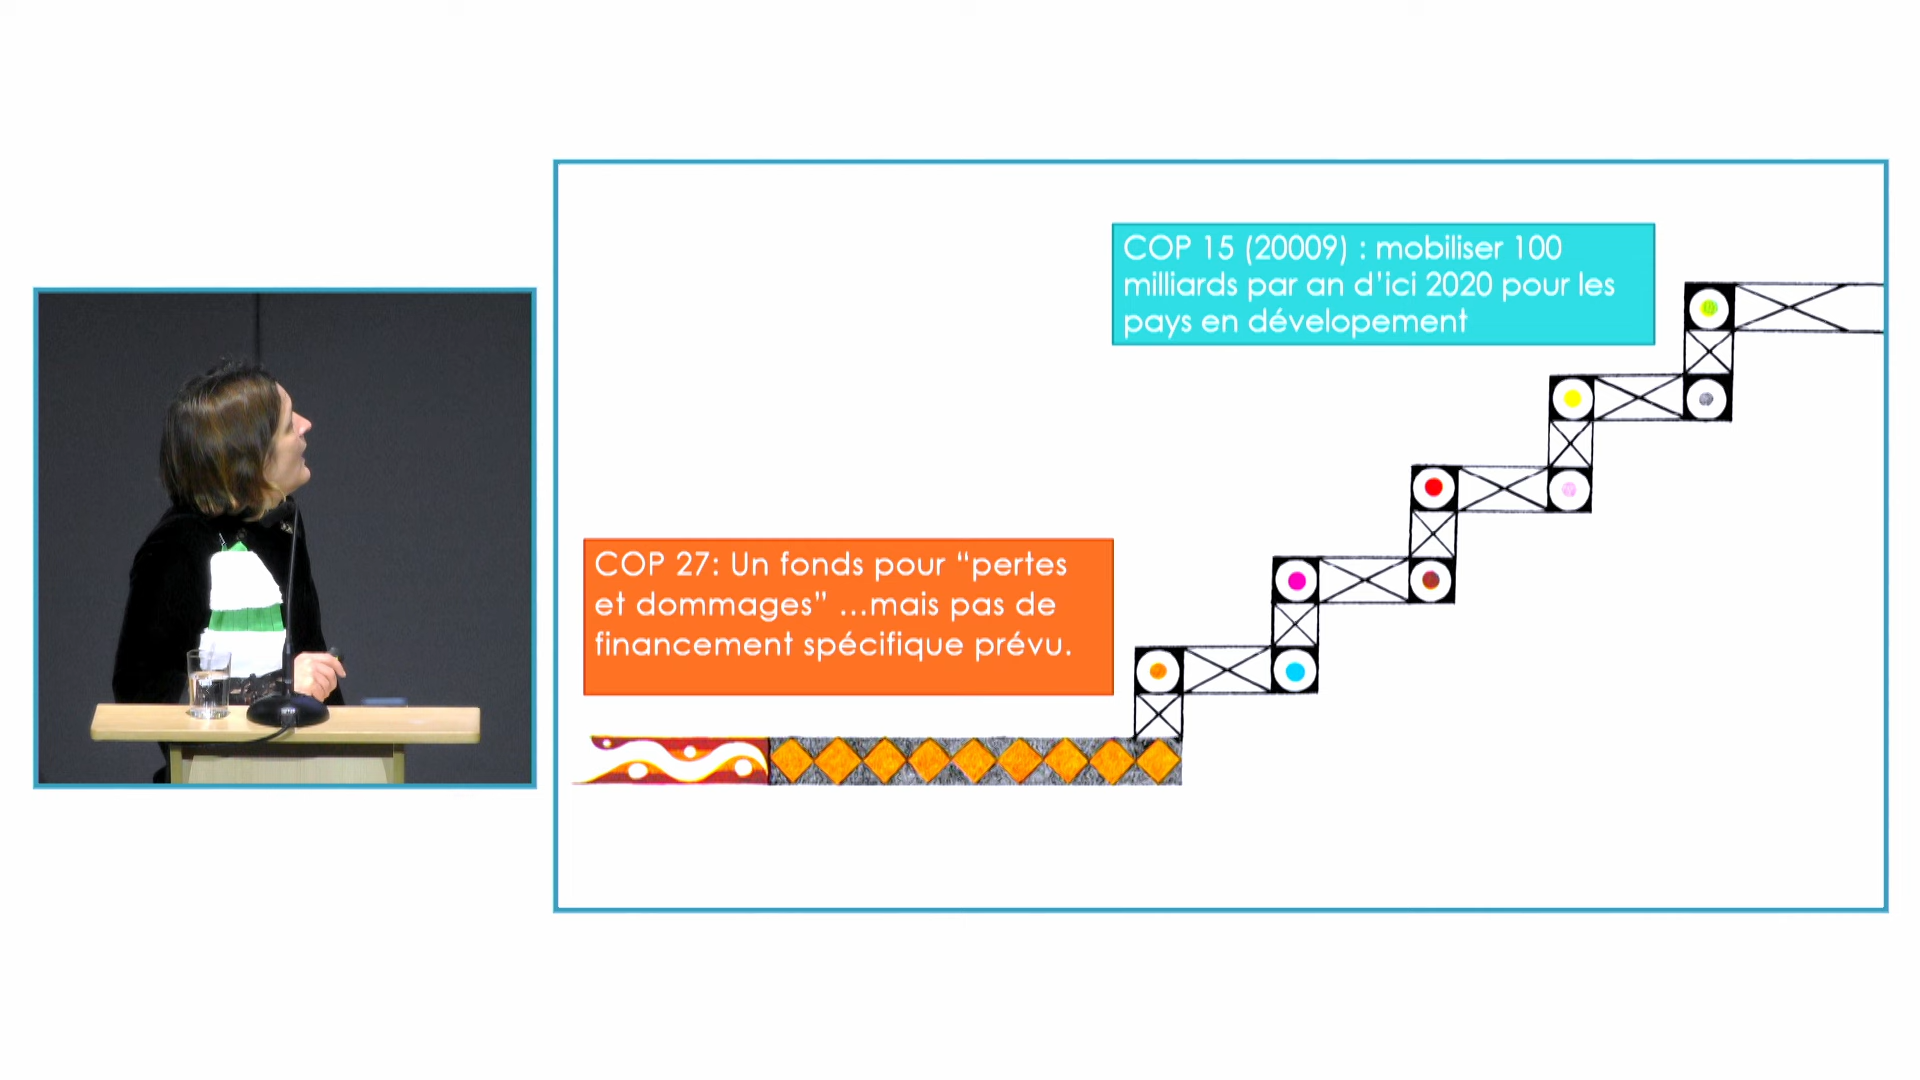 COP 15 (20009) : mobiliser 100
milliards par an d’ici 2020 pour les
pays en dévelopement
COP 27: Un fonds pour “pertes
et dommages” ...mais pas de
financement spécifique prévu.